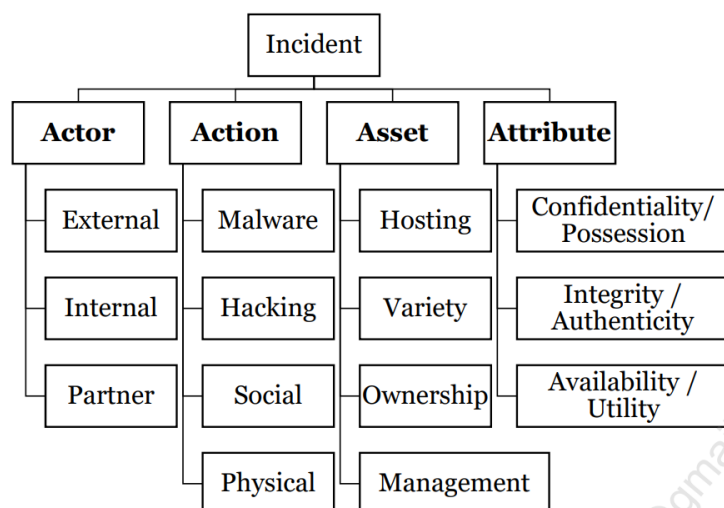 Incident
Actor
Action
Asset
Attribute
External
Malware
Hosting
Confidentiality/
Possession
Internal
Hacking
Variety
Integrity /
Authenticity
Partner
Social
Ownership
Availability /
Utility
Physical
Management